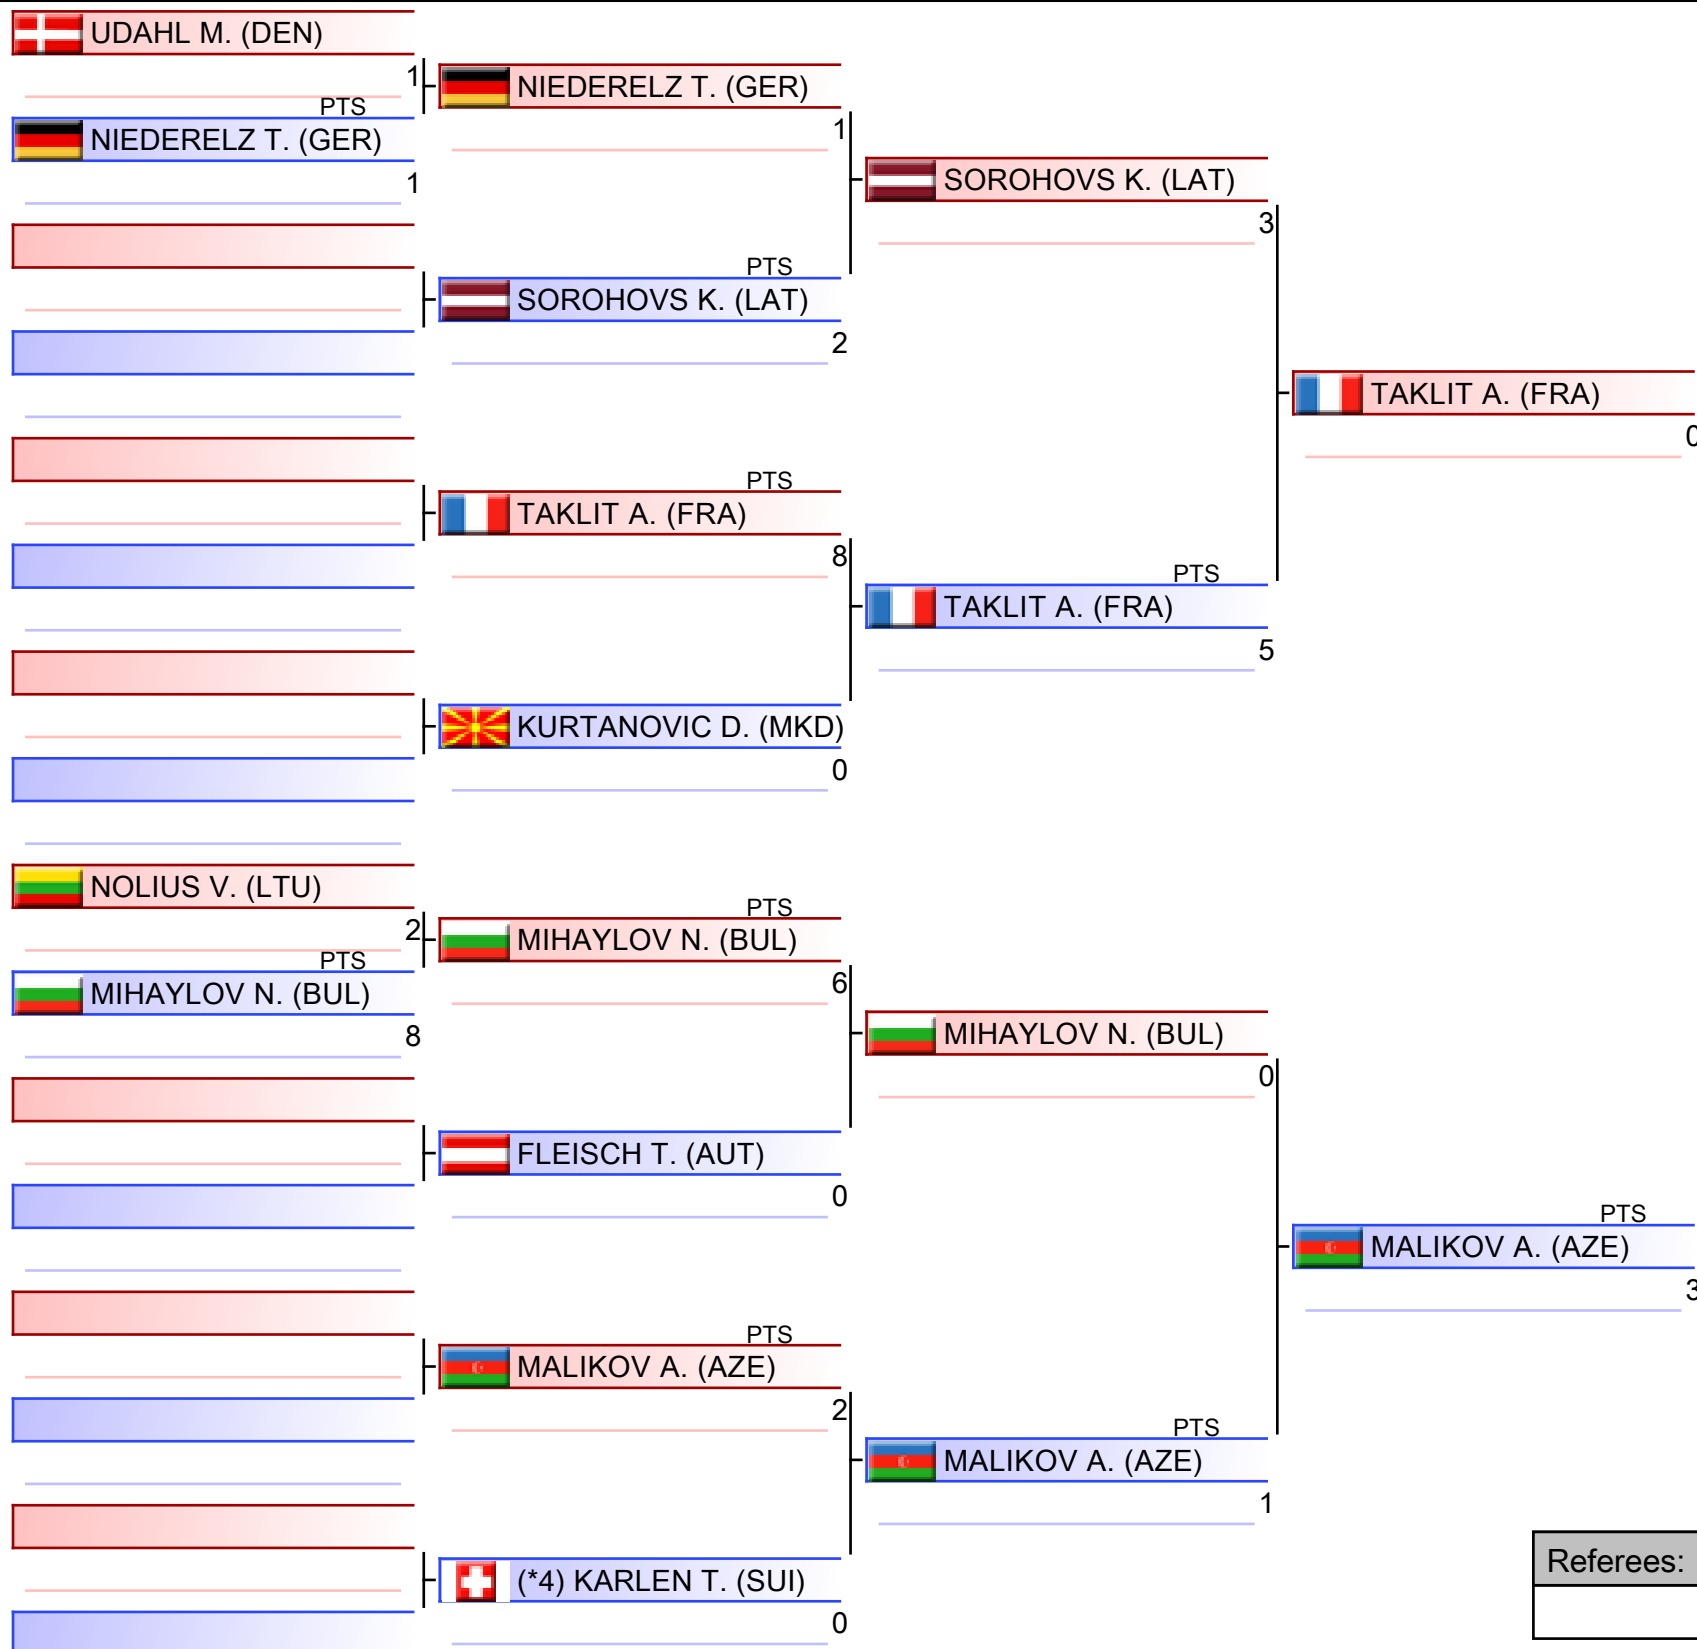 UDAHL M. (DEN)
1
PTS
NIEDERELZ T. (GER)
1
NOLIUS V. (LTU)
2
PTS
MIHAYLOV N. (BUL)
8
NIEDERELZ T. (GER)
1
PTS
SOROHOVS K. (LAT)
2
PTS
TAKLIT A. (FRA)
8
KURTANOVIC D. (MKD)
0
PTS
MIHAYLOV N. (BUL)
6
FLEISCH T. (AUT)
0
PTS
MALIKOV A. (AZE)
2
(*4) KARLEN T. (SUI)
0
SOROHOVS K. (LAT)
3
PTS
TAKLIT A. (FRA)
5
MIHAYLOV N. (BUL)
0
PTS
MALIKOV A. (AZE)
1
TAKLIT A. (FRA)
0
PTS
MALIKOV A. (AZE)
3
Referees: